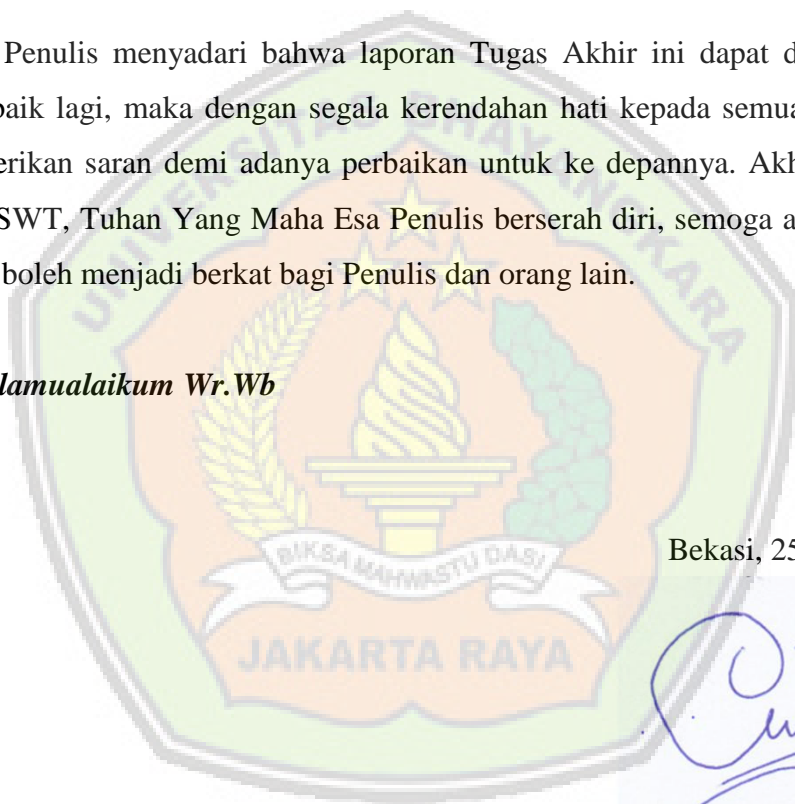 Penulis menyadari bahwa laporan Tugas Akhir ini dapat d
baik lagi, maka dengan segala kerendahan hati kepada semua
erikan saran demi adanya perbaikan untuk ke depannya. Akh
SWT, Tuhan Yang Maha Esa Penulis berserah diri, semoga a
boleh menjadi berkat bagi Penulis dan orang lain.
lamualaikum Wr.Wb
Bekasi, 25
UNIVERSITAS BHAYANGKARA
BIKSA MAHWASTU DASI
JAKARTA RAYA